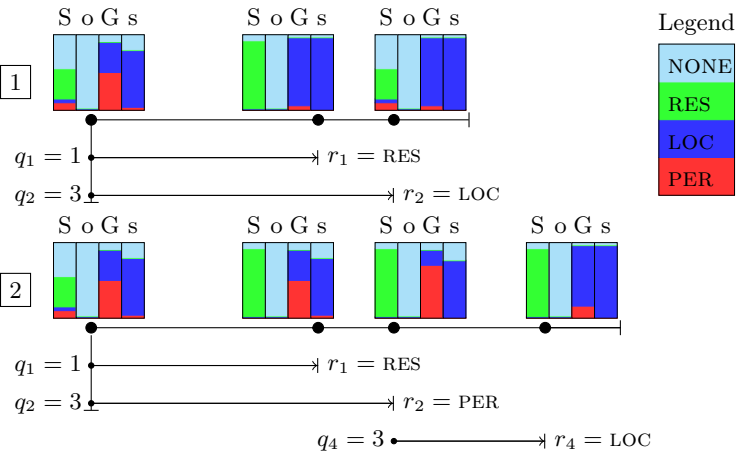 S o G s S o G s S o G s Legend
NONE
1
RES
LOC
q₁ = 1 r₁ = RES
PER
q₂ = 3 r₂ = LOC
S o G s S o G s S o G s S o G s
2
q₁ = 1 r₁ = RES
q₂ = 3 r₂ = PER
q₄ = 3 r₄ = LOC